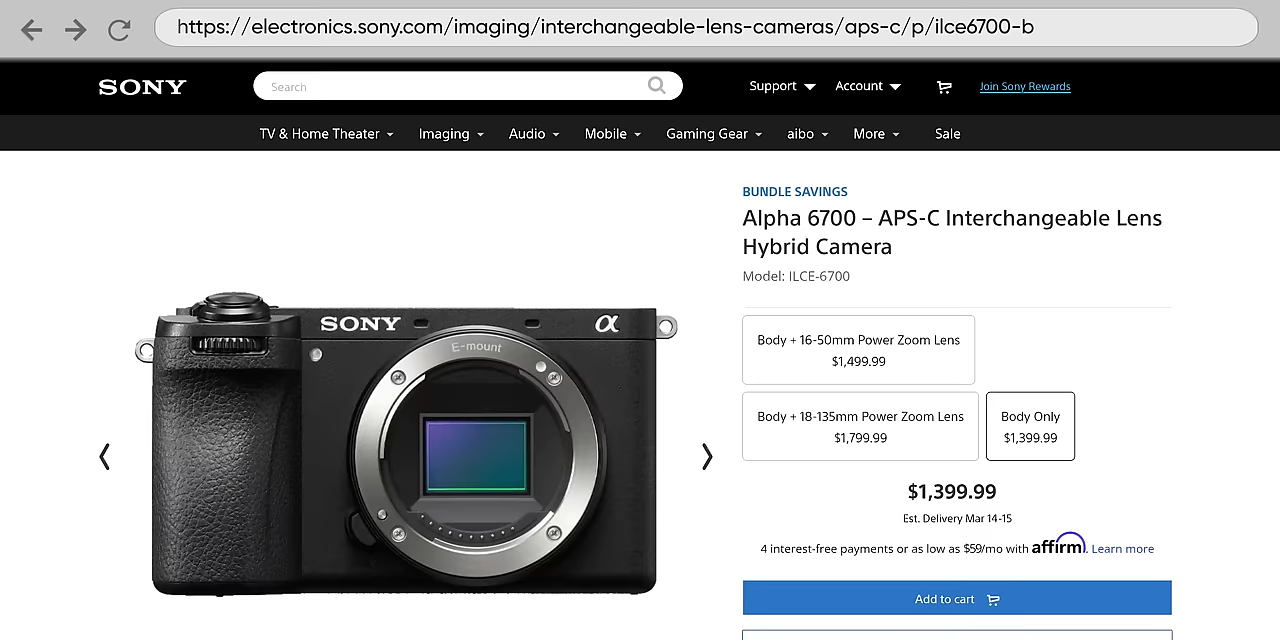 https://electronics.sony.com/imaging/interchangeable-lens-cameras/aps-c/p/ilce6700-b
SONY
Search
Support
Account
Join Sony Rewards
TV & Home Theater
Imaging
Audio
Mobile
Gaming Gear
aibo
More
Sale
BUNDLE SAVINGS
Alpha 6700 – APS-C Interchangeable Lens
Hybrid Camera
Model: ILCE-6700
SONY
α
E-mount
Body + 16-50mm Power Zoom Lens
$1,499.99
Body + 18-135mm Power Zoom Lens
$1,799.99
Body Only
$1,399.99
$1,399.99
Est. Delivery Mar 14-15
4 interest-free payments or as low as $59/mo with affirm. Learn more
Add to cart